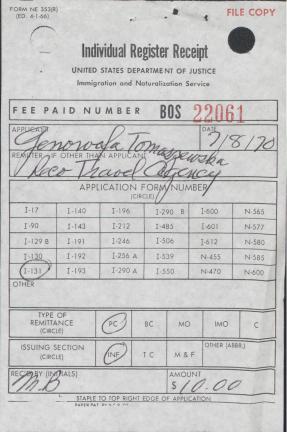 FORM NE 353(R)
(ED. 4-1-66)
FILE COPY
Individual Register Receipt
UNITED STATES DEPARTMENT OF JUSTICE
Immigration and Naturalization Service
FEE PAID NUMBER BOS 22061
APPLICANT DATE
Genowefa Tomaszewska 7/8/70
REMITTER, IF OTHER THAN APPLICANT
Reco Travel Agency
APPLICATION FORM NUMBER
(CIRCLE)
I-17 I-140 I-196 I-290 B I-600 N-565
I-90 I-143 I-212 I-485 I-601 N-577
I-129 B I-191 I-246 I-506 I-612 N-580
I-130 I-192 I-256 A I-539 N-455 N-585
I-131 I-193 I-290 A I-550 N-470 N-600
OTHER
TYPE OF REMITTANCE (CIRCLE) PC BC MO IMO C
ISSUING SECTION (CIRCLE) INF T C M & F OTHER (ABBR.)
REC'D BY (INITIALS) AMOUNT
M.B $ 10.00
STAPLE TO TOP RIGHT EDGE OF APPLICATION